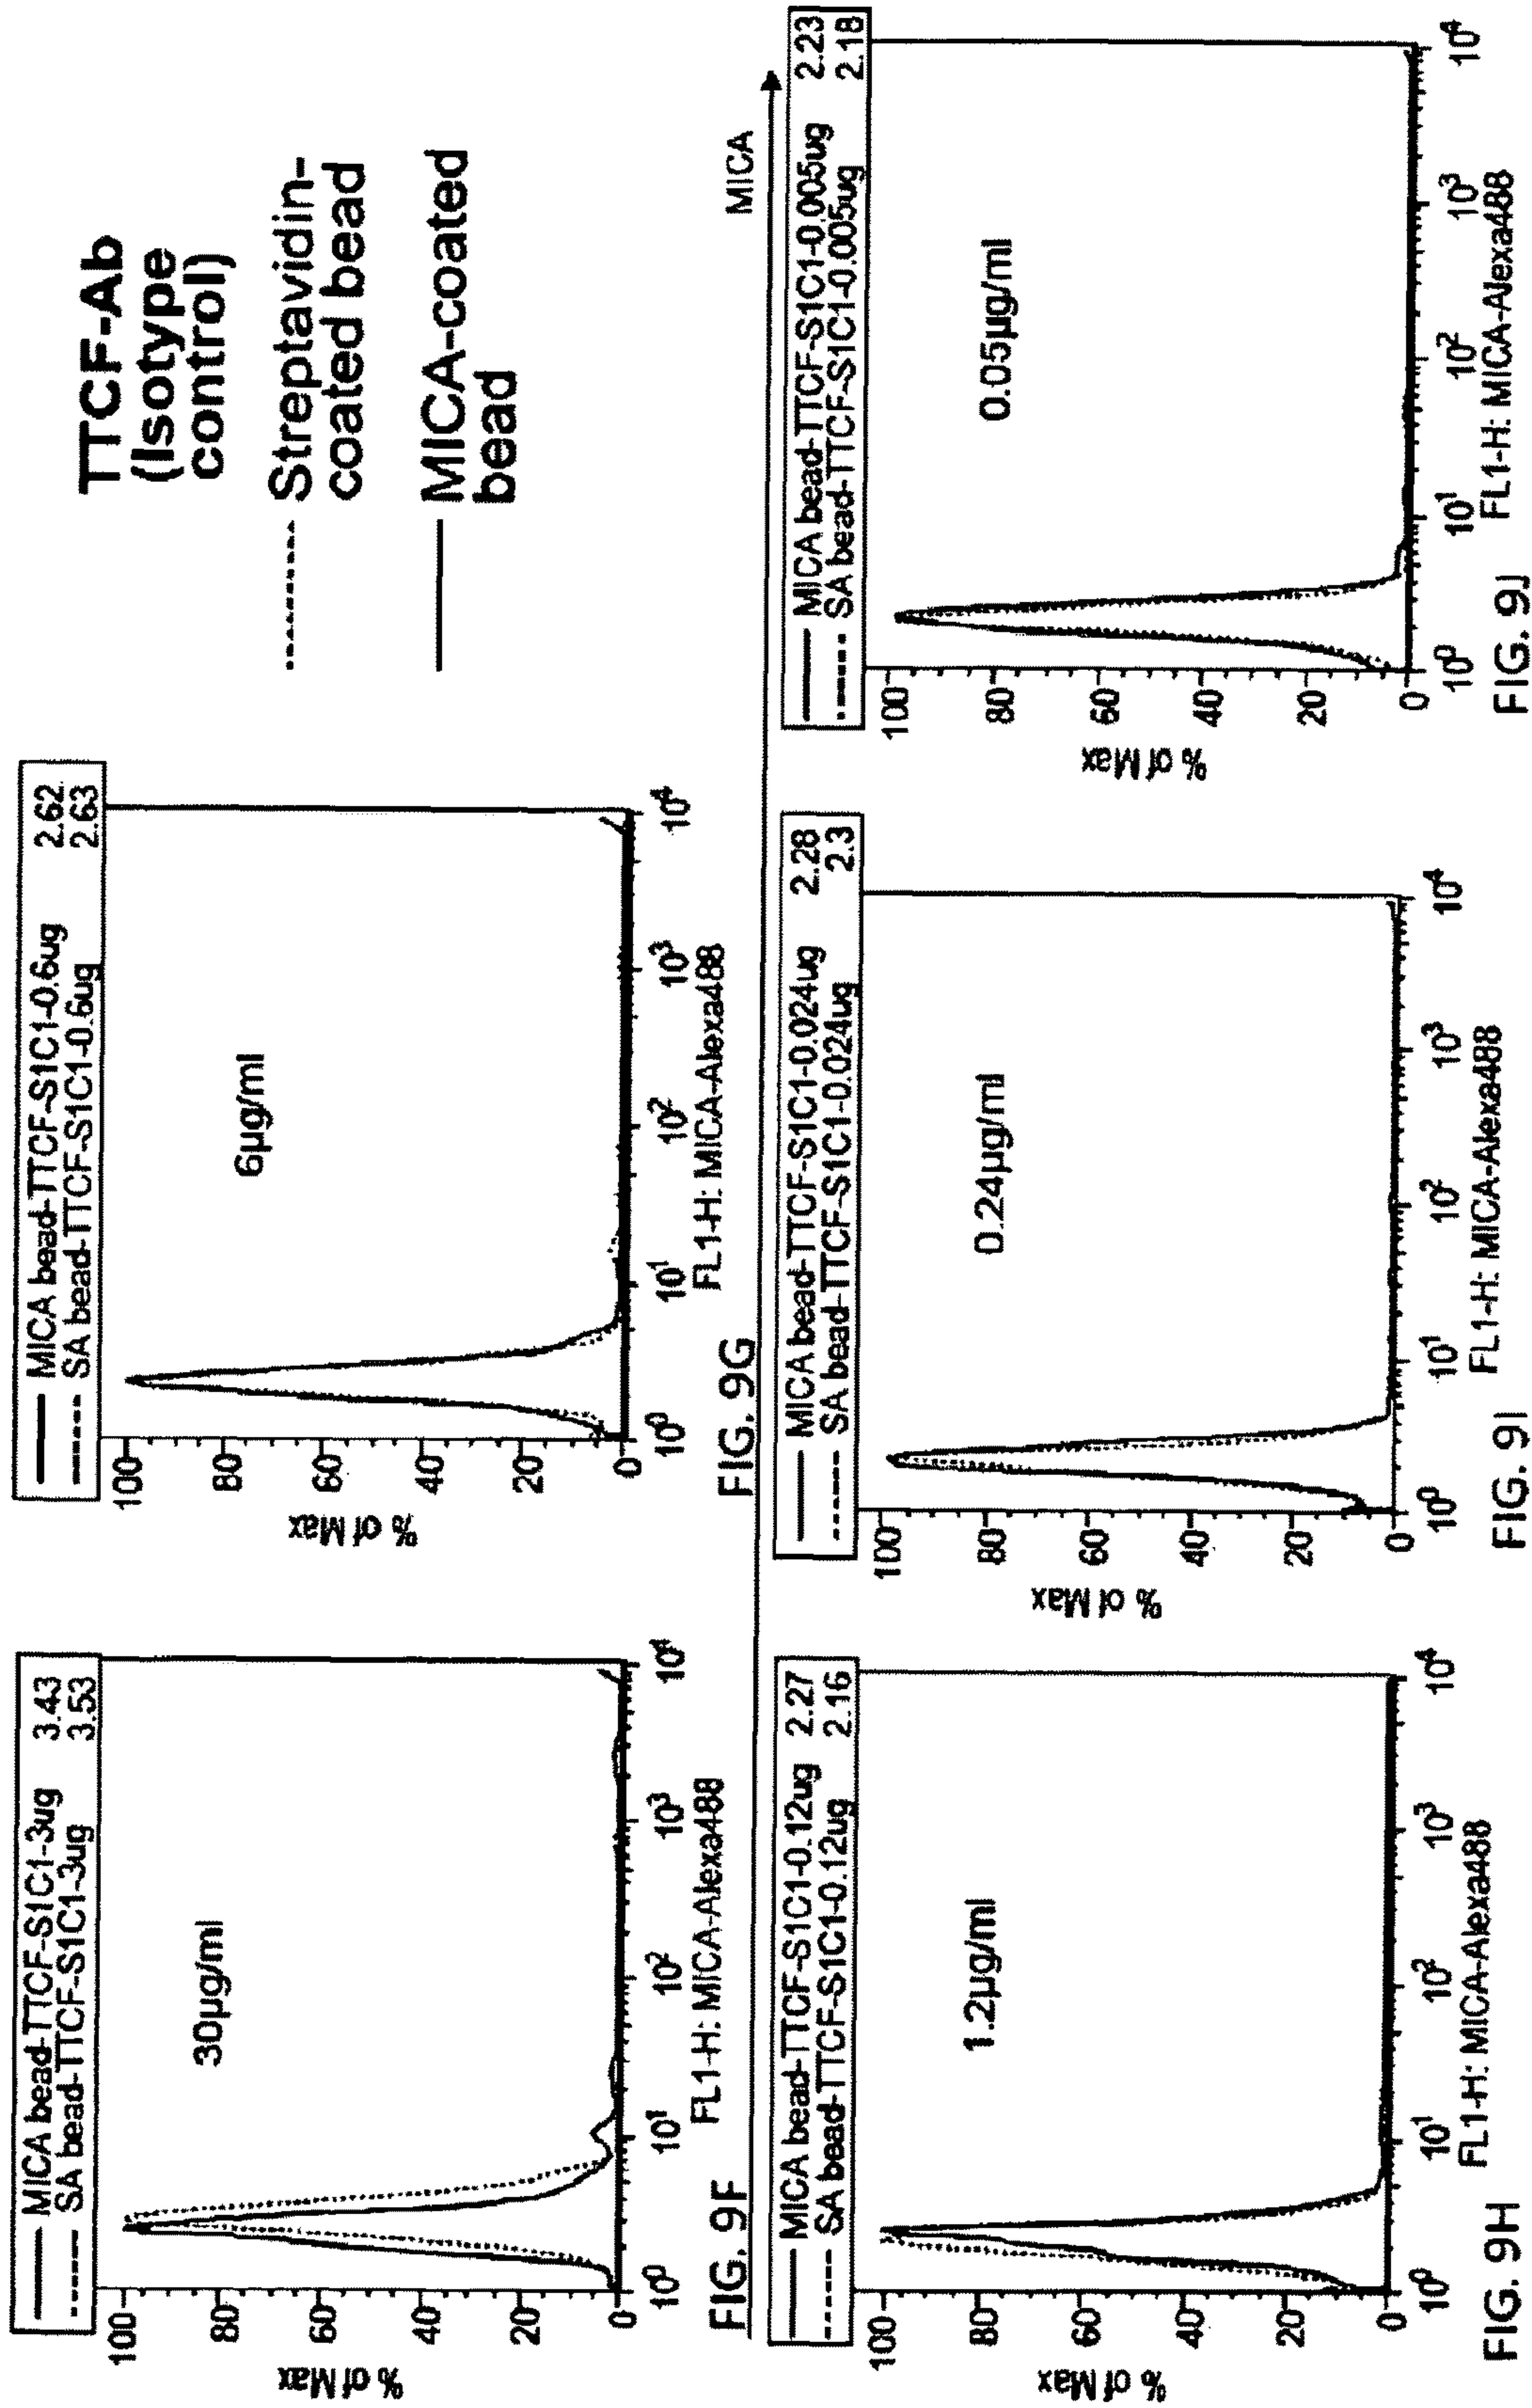 MICA bead-TTCF-S1C1-3ug 3.43
SA bead-TTCF-S1C1-3ug 3.53
100
80
60
40
20
0
% of Max
30µg/ml
10⁰ 10¹ 10² 10³ 10⁴
FL1-H: MICA-Alexa488
FIG. 9F
MICA bead-TTCF-S1C1-0.6ug 2.62
SA bead-TTCF-S1C1-0.6ug 2.63
100
80
60
40
20
0
% of Max
6µg/ml
10⁰ 10¹ 10² 10³ 10⁴
FL1-H: MICA-Alexa488
FIG. 9G
TTCF-Ab
(Isotype
control)
Streptavidin-
coated bead
MICA-coated
bead
MICA
MICA bead-TTCF-S1C1-0.12ug 2.27
SA bead-TTCF-S1C1-0.12ug 2.16
100
80
60
40
20
0
% of Max
1.2µg/ml
10⁰ 10¹ 10² 10³ 10⁴
FL1-H: MICA-Alexa488
FIG. 9H
MICA bead-TTCF-S1C1-0.024ug 2.28
SA bead-TTCF-S1C1-0.024ug 2.3
100
80
60
40
20
0
% of Max
0.24µg/ml
10⁰ 10¹ 10² 10³ 10⁴
FL1-H: MICA-Alexa488
FIG. 9I
MICA bead-TTCF-S1C1-0.005ug 2.23
SA bead-TTCF-S1C1-0.005ug 2.18
100
80
60
40
20
0
% of Max
0.05µg/ml
10⁰ 10¹ 10² 10³ 10⁴
FL1-H: MICA-Alexa488
FIG. 9J